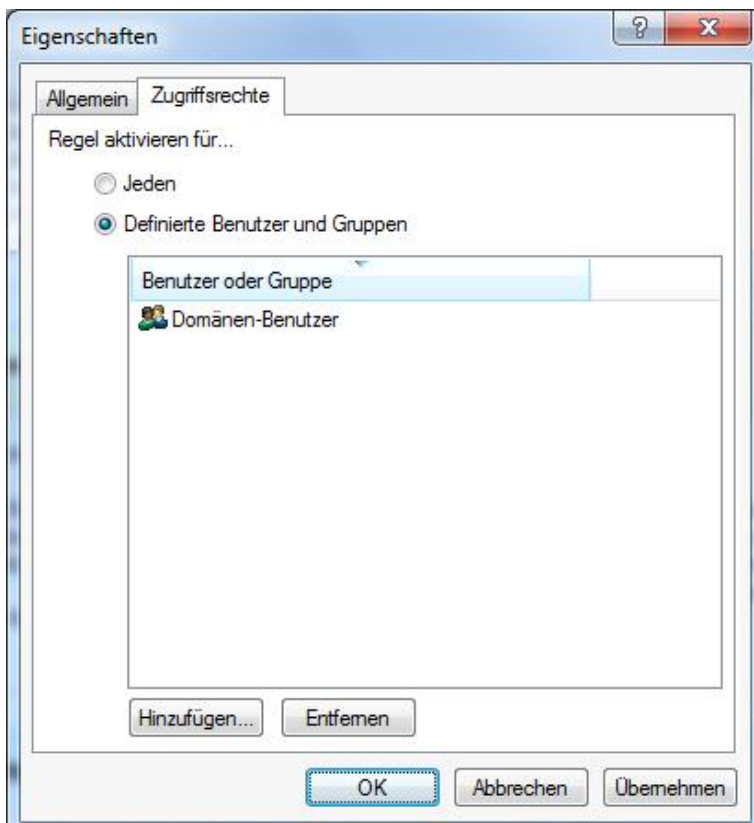 Eigenschaften
Allgemein Zugriffsrechte
Regel aktivieren für...
Jeden
Definierte Benutzer und Gruppen
Benutzer oder Gruppe
Domänen-Benutzer
Hinzufügen... Entfernen
OK Abbrechen Übernehmen